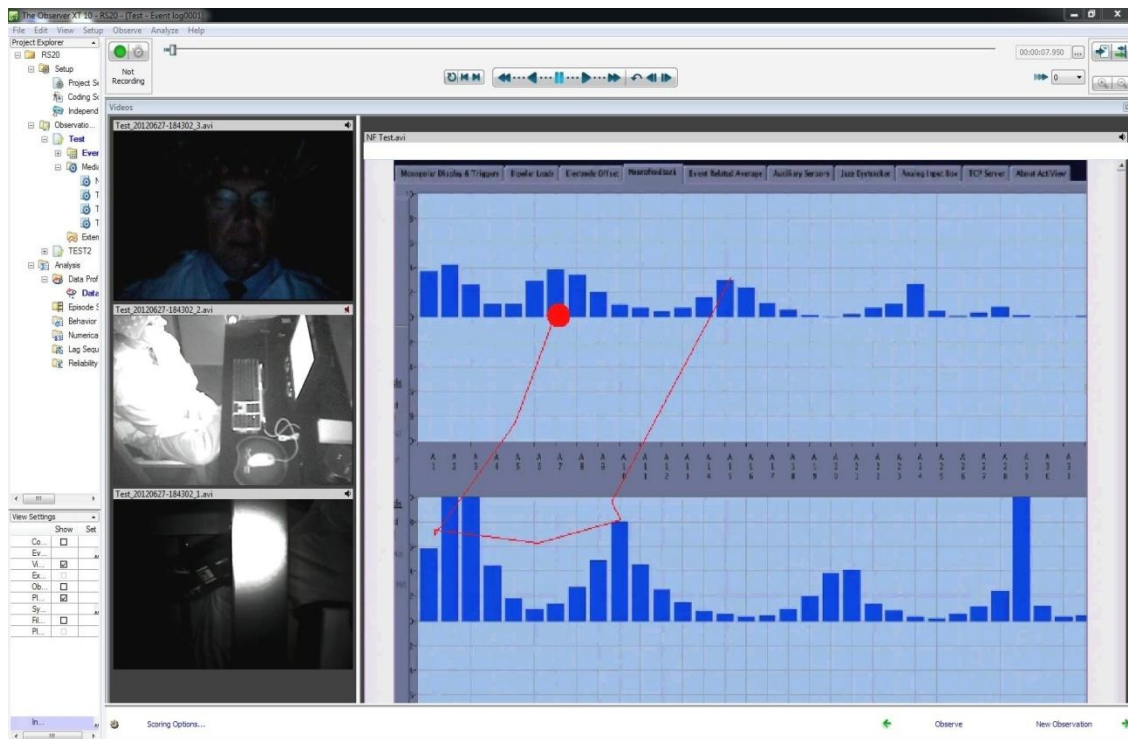 The Observer XT 10 - RS20 - [Test - Event log0001]
File Edit View Setup Observe Analyze Help
Project Explorer
RS20
Setup
Project Se
Coding Sc
Independ
Observatio...
Test
Even
Medi
N
T
T
T
Exten
TEST2
Analysis
Data Prof
Data
Episode S
Behavior
Numerica
Lag Sequ
Reliability
View Settings
Show Set
Co...
Ev...
Vi...
Ex...
Ob...
Pl...
Sy...
Fil...
Pl...
In...
Not
Recording
00:00:07.950 ...
0
Videos
Test_20120627-184302_3.avi
Test_20120627-184302_2.avi
Test_20120627-184302_1.avi
NF Test.avi
Monopolar Display & Triggers Bipolar Leads Electrode Offset Neurofeedback Event Related Average Auxiliary Sensors Jazz Eyetracker Analog Input Box TCP Server About ActiView
Scoring Options...
Observe New Observation